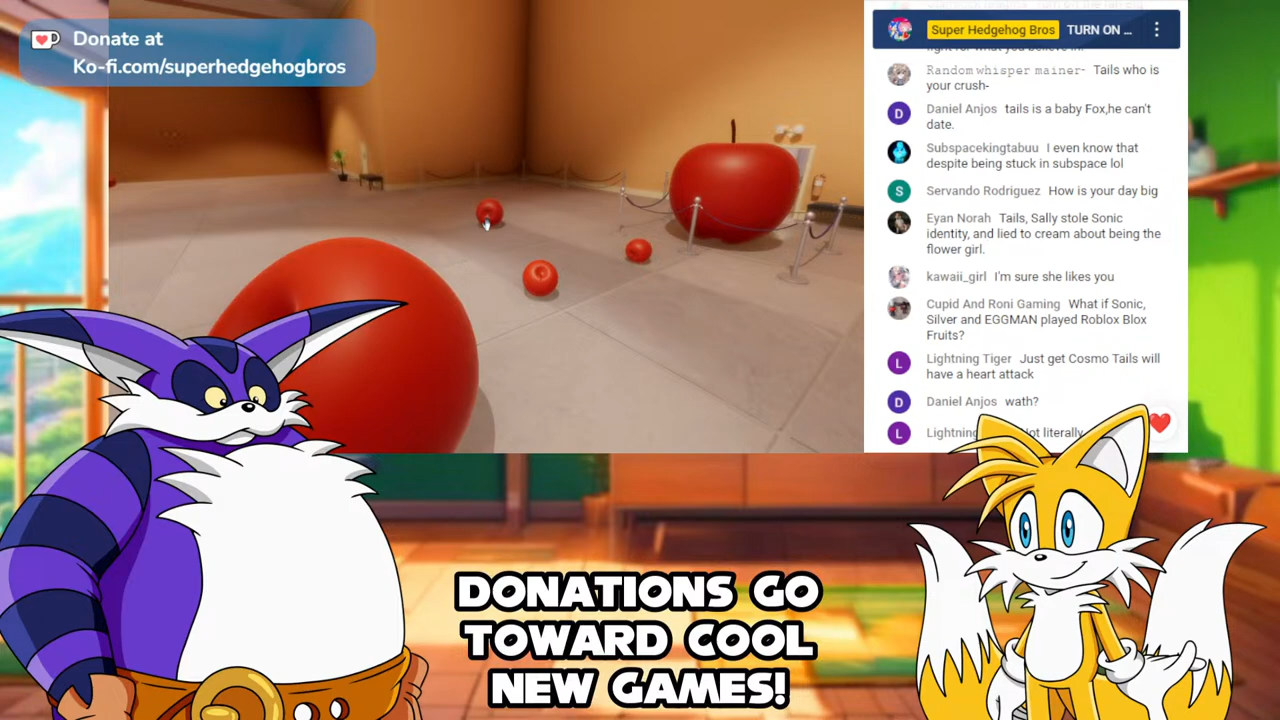 Donate at
Ko-fi.com/superhedgehogbros
Super Hedgehog Bros TURN ON ...
Random whisper mainer- Tails who is
your crush-
Daniel Anjos tails is a baby Fox,he can't
date.
Subspacekingtabuu I even know that
despite being stuck in subspace lol
Servando Rodriguez How is your day big
Eyan Norah Tails, Sally stole Sonic
identity, and lied to cream about being the
flower girl.
kawaii_girl I'm sure she likes you
Cupid And Roni Gaming What if Sonic,
Silver and EGGMAN played Roblox Blox
Fruits?
Lightning Tiger Just get Cosmo Tails will
have a heart attack
Daniel Anjos wath?
Lightning literally
D
S
L
D
L
DONATIONS GO
TOWARD COOL
NEW GAMES!